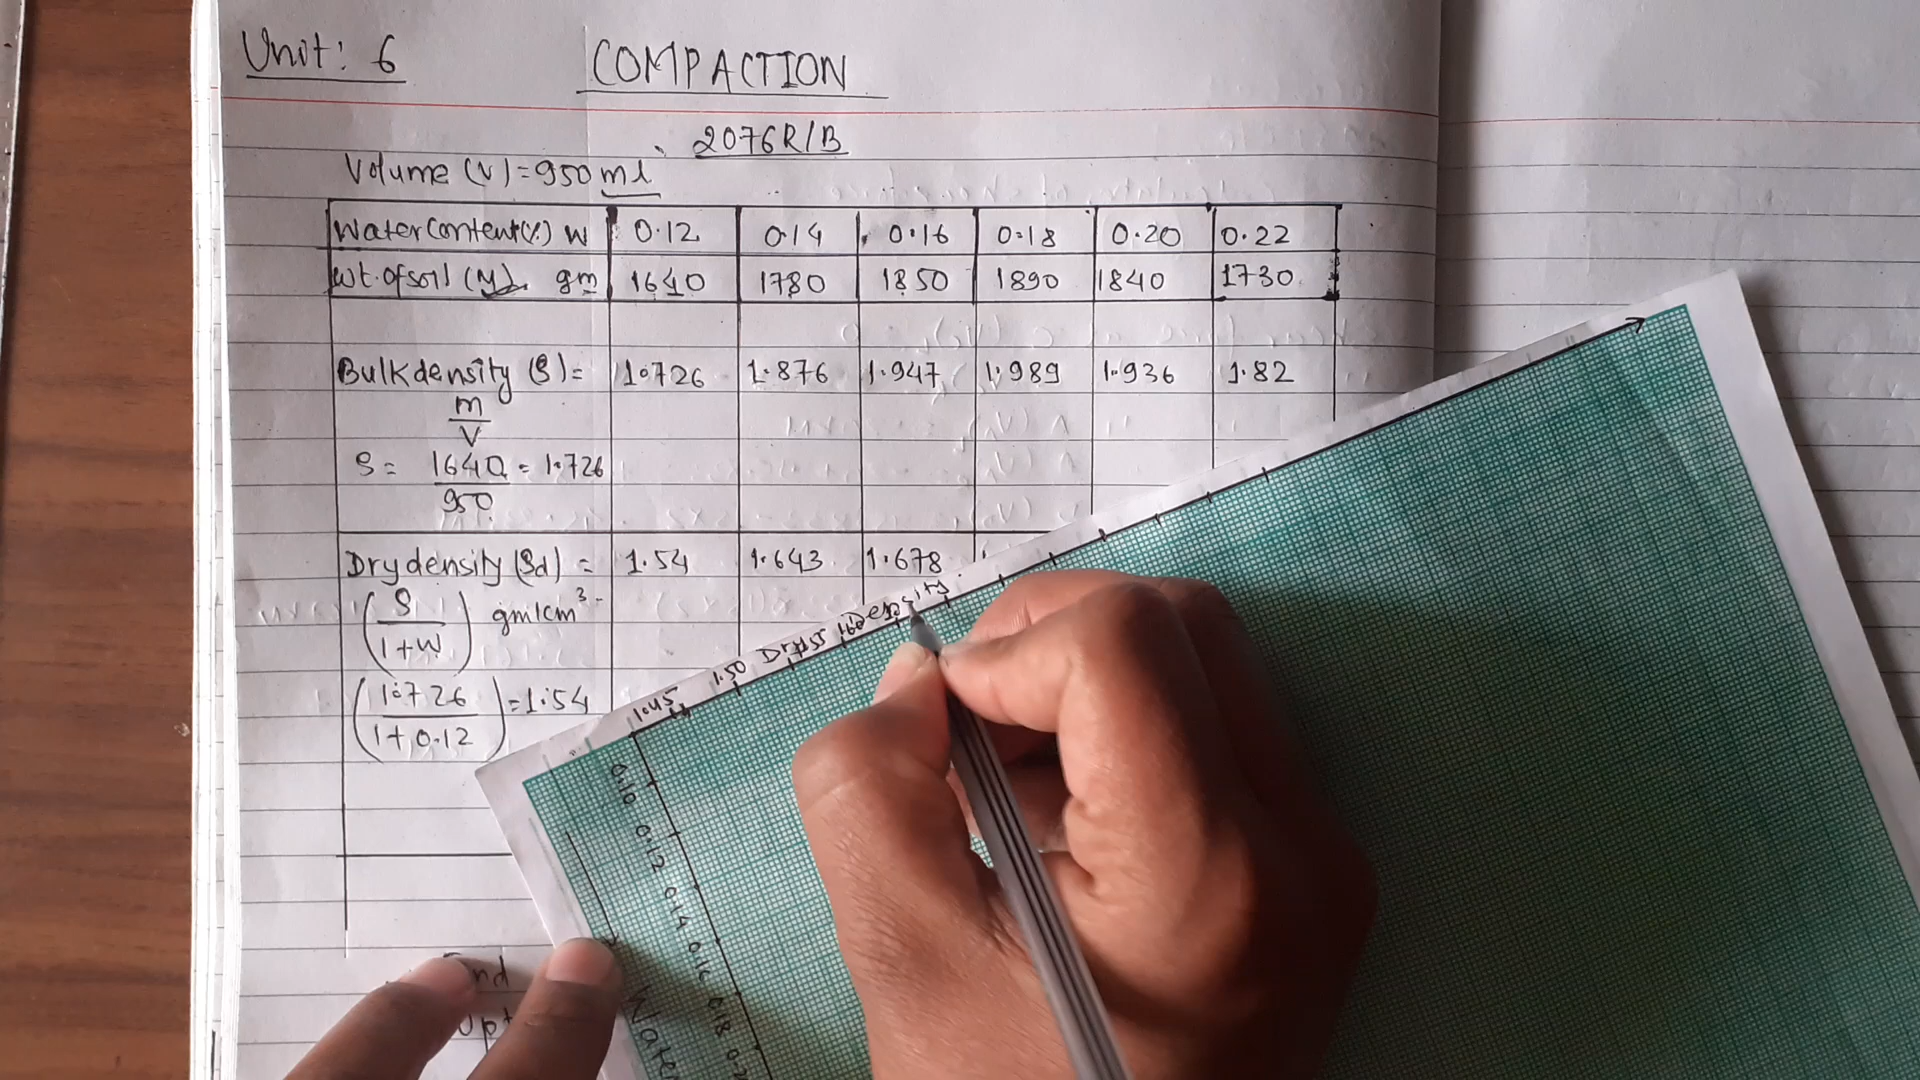 Unit: 6
COMPACTION
2076R/B
Volume (V)=950 ml
Water Content(%) W 0.12 0.14 0.16 0.18 0.20 0.22
Wt.of soil (M) gm 1640 1780 1850 1890 1840 1730
Bulk density (ρ) = 1.726 1.876 1.947 1.989 1.936 1.82
m/V
ρ = 1640/950 = 1.726
Dry density (ρd) = 1.54 1.643 1.678
(ρ/1+W) gm/cm³
(1.726/1+0.12) = 1.54
1.45 1.50 Dry Density
0.10 0.12 0.14 0.16 0.18
Water